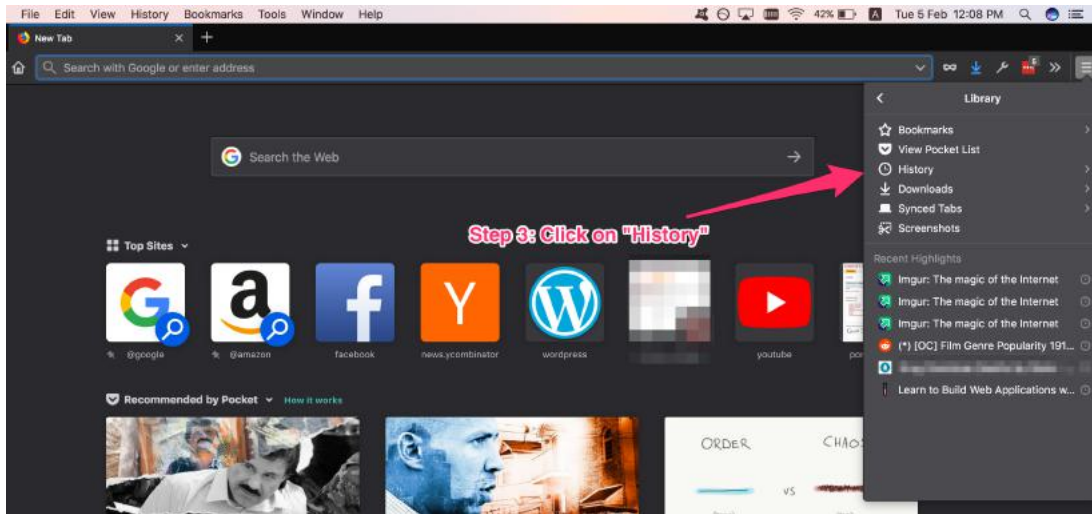 File Edit View History Bookmarks Tools Window Help 42% A Tue 5 Feb 12:08 PM
New Tab
Search with Google or enter address
Library
Bookmarks
View Pocket List
History
Downloads
Synced Tabs
Screenshots
Recent Highlights
Imgur: The magic of the Internet
Imgur: The magic of the Internet
Imgur: The magic of the Internet
(*) [OC] Film Genre Popularity 191...
Learn to Build Web Applications w...
Search the Web
Step 3: Click on "History"
Top Sites
@google @amazon facebook news.ycombinator wordpress youtube
Recommended by Pocket How it works
ORDER CHAO
VS